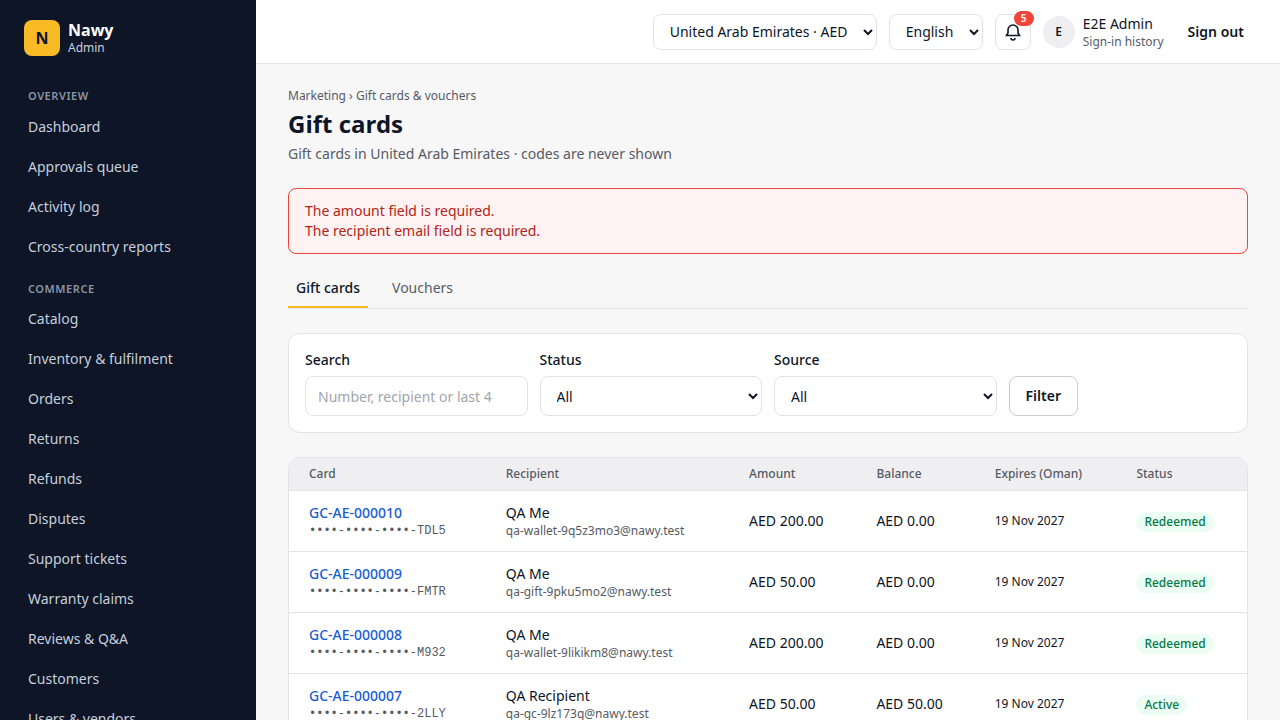 N
Nawy
Admin
United Arab Emirates · AED
English
5
E
E2E Admin
Sign-in history
Sign out
OVERVIEW
Dashboard
Approvals queue
Activity log
Cross-country reports
COMMERCE
Catalog
Inventory & fulfilment
Orders
Returns
Refunds
Disputes
Support tickets
Warranty claims
Reviews & Q&A
Customers
Users & vendors
Marketing › Gift cards & vouchers
Gift cards
Gift cards in United Arab Emirates · codes are never shown
The amount field is required.
The recipient email field is required.
Gift cards Vouchers
Search Status Source
Number, recipient or last 4 All All Filter
Card Recipient Amount Balance Expires (Oman) Status
GC-AE-000010 QA Me AED 200.00 AED 0.00 19 Nov 2027 Redeemed
••••-••••-••••-TDL5 qa-wallet-9q5z3mo3@nawy.test
GC-AE-000009 QA Me AED 50.00 AED 0.00 19 Nov 2027 Redeemed
••••-••••-••••-FMTR qa-gift-9pku5mo2@nawy.test
GC-AE-000008 QA Me AED 200.00 AED 0.00 19 Nov 2027 Redeemed
••••-••••-••••-M932 qa-wallet-9likikm8@nawy.test
GC-AE-000007 QA Recipient AED 50.00 AED 50.00 19 Nov 2027 Active
••••-••••-••••-2LLY qa-gc-9lz173q@nawy.test